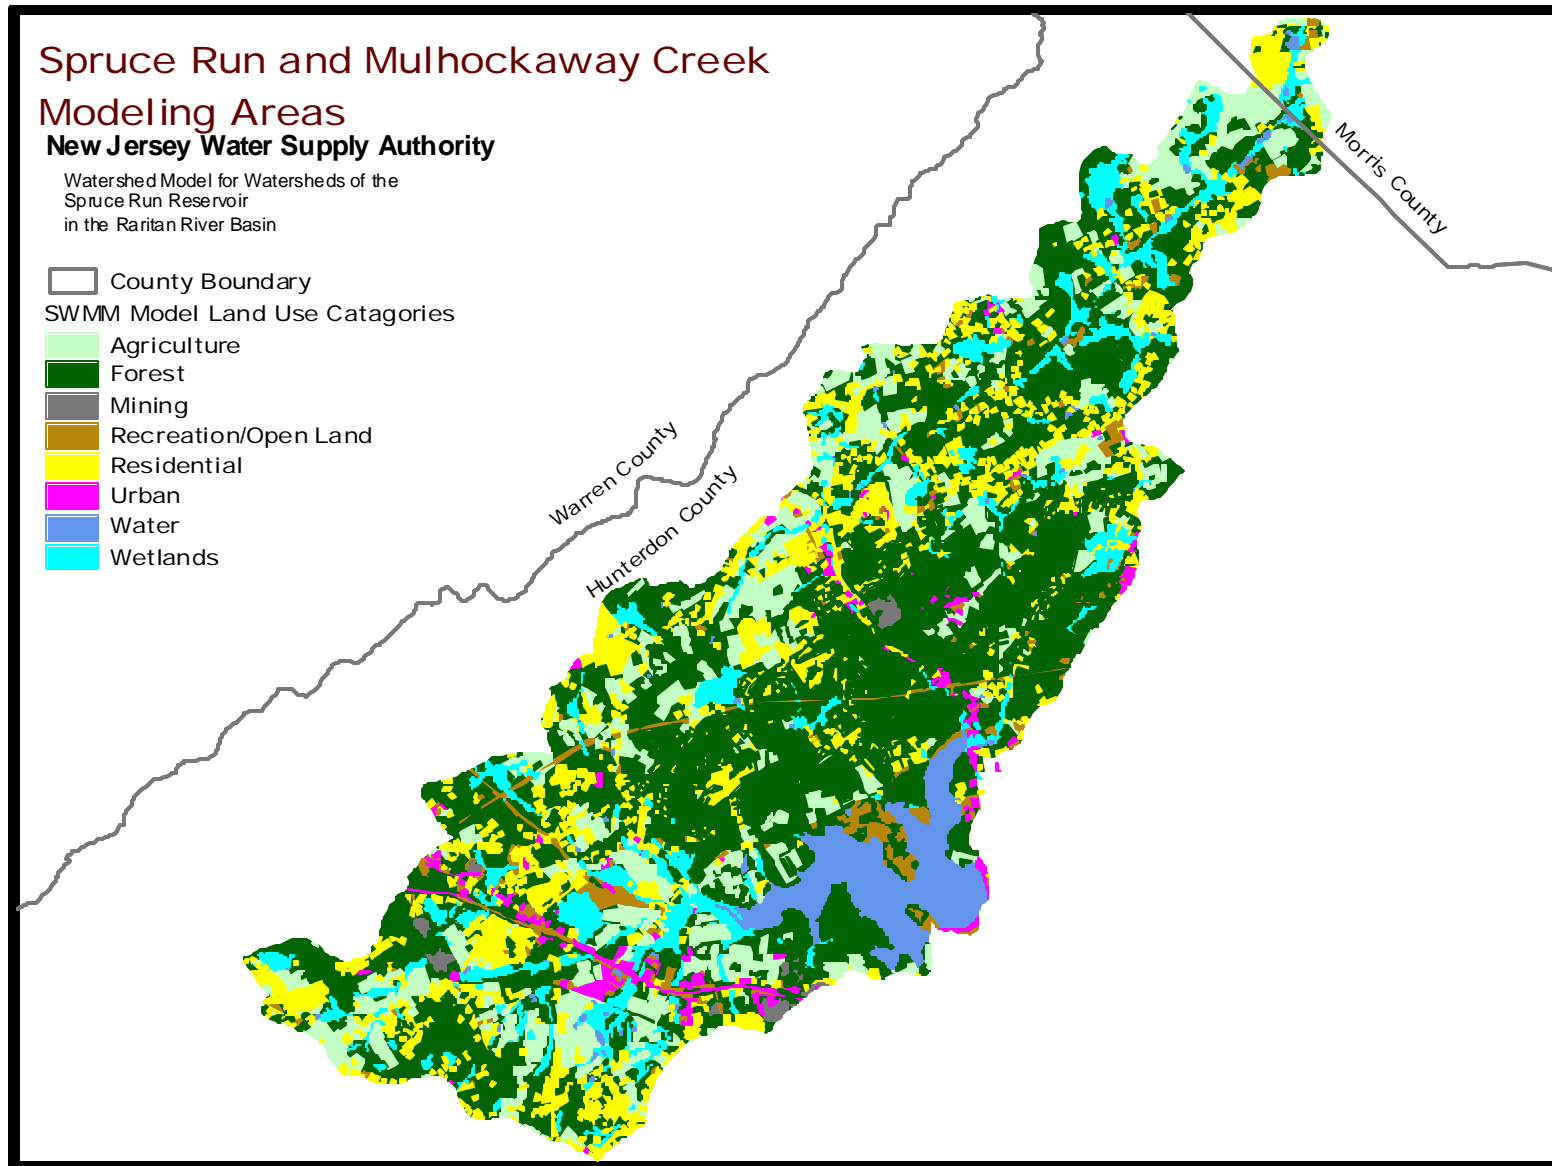 Spruce Run and Mulhockaway Creek
Modeling Areas
New Jersey Water Supply Authority
Watershed Model for Watersheds of the
Spruce Run Reservoir
in the Raritan River Basin
County Boundary
SWMM Model Land Use Catagories
Agriculture
Forest
Mining
Recreation/Open Land
Residential
Urban
Water
Wetlands
Morris County
Warren County
Hunterdon County